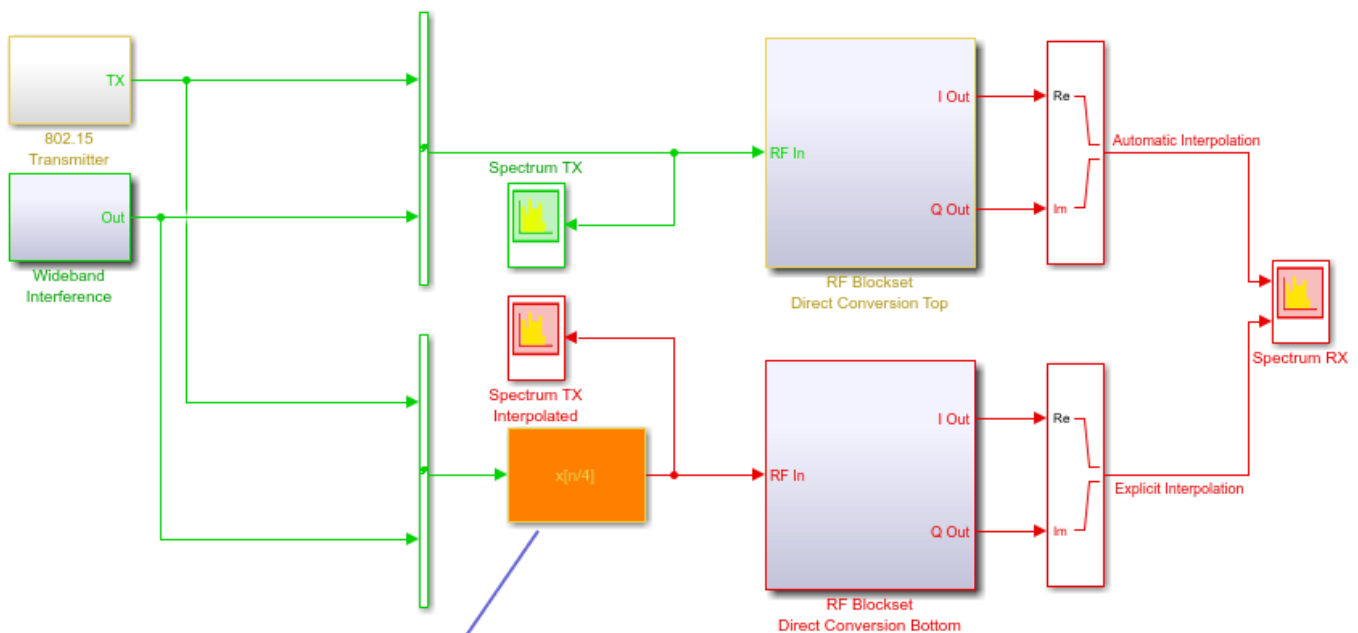 TX
802.15
Transmitter
Out
Wideband
Interference
Spectrum TX
RF In
I Out
Q Out
RF Blockset
Direct Conversion Top
Re
Im
Automatic Interpolation
Spectrum TX
Interpolated
x[n/4]
RF In
I Out
Q Out
RF Blockset
Direct Conversion Bottom
Re
Im
Explicit Interpolation
Spectrum RX